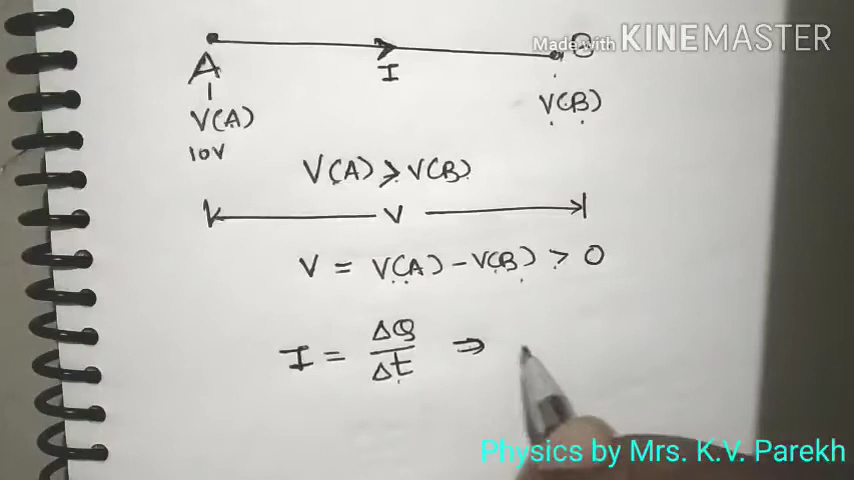 Made with KINEMASTER
A I B
V(A) V(B)
10V
V(A) > V(B)
V
V = V(A) - V(B) > 0
I = ΔQ/Δt ⇒
Physics by Mrs. K.V. Parekh